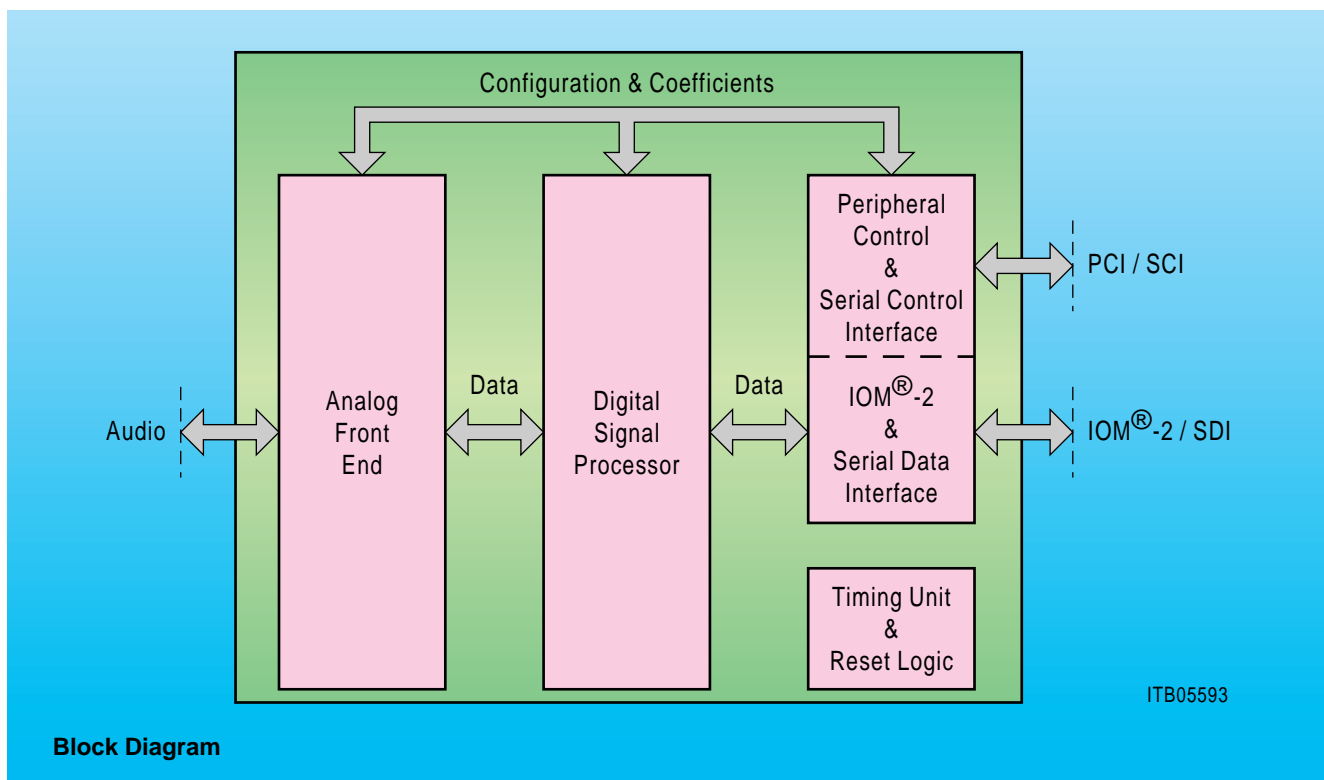 Configuration & Coefficients
Peripheral
Control
&
Serial Control
Interface
PCI / SCI
Audio
Analog
Front
End
Data
Digital
Signal
Processor
Data
IOM®-2
&
Serial Data
Interface
IOM®-2 / SDI
Timing Unit
&
Reset Logic
ITB05593
Block Diagram